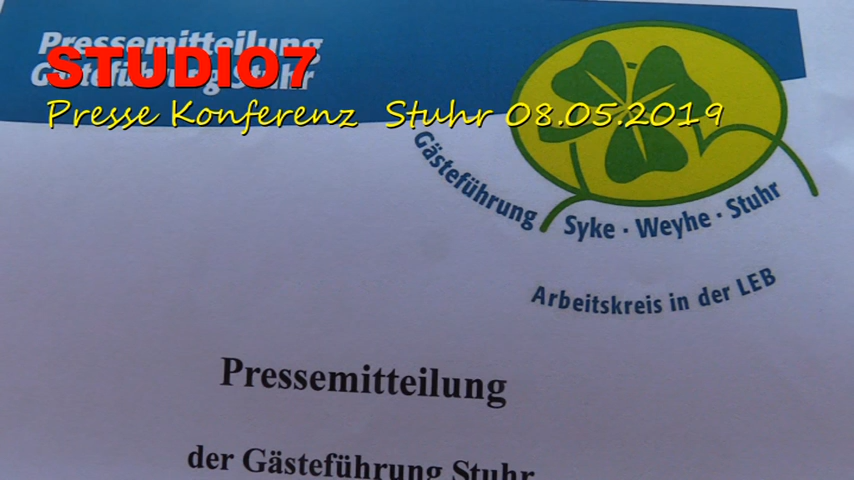 Pressemitteilung
Gästeführung Stuhr
STUDIO7
Presse Konferenz Stuhr 08.05.2019
Gästeführung Syke · Weyhe · Stuhr
Arbeitskreis in der LEB
Pressemitteilung
der Gästeführung Stuhr